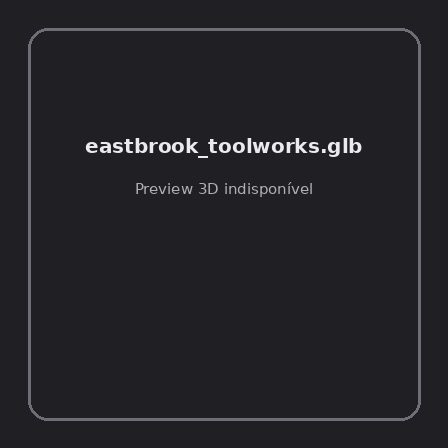 eastbrook_toolworks.glb
Preview 3D indisponível